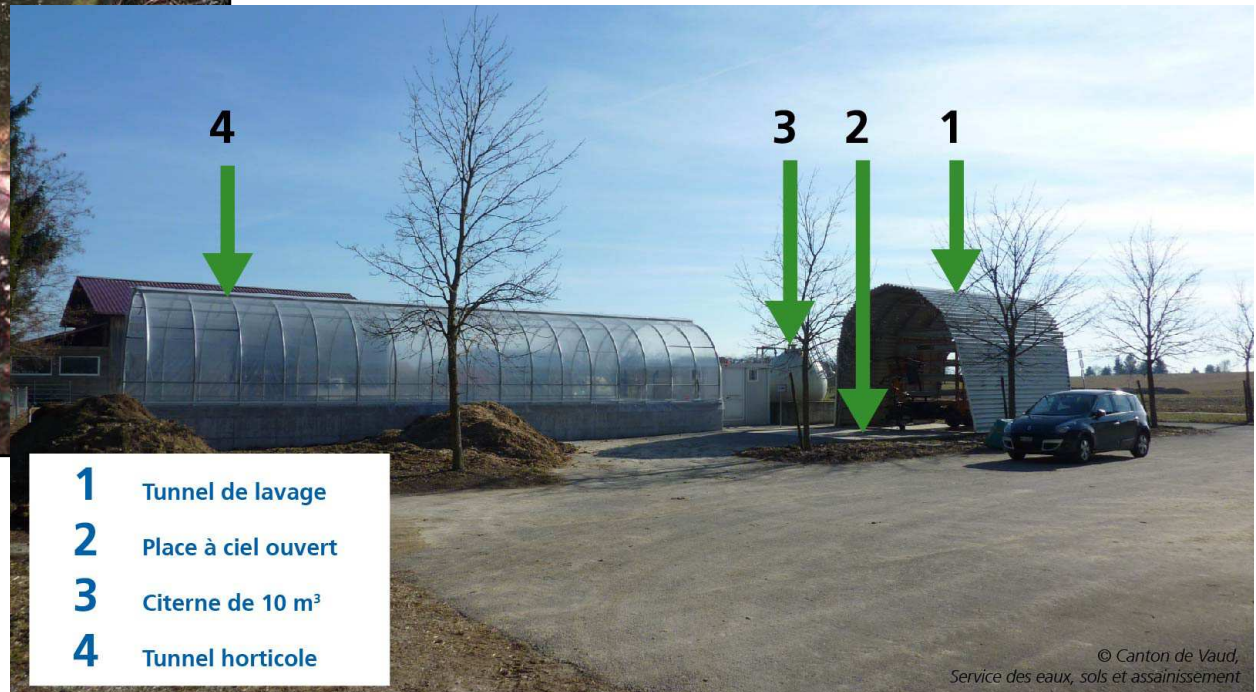 4
3
2
1
1 Tunnel de lavage
2 Place à ciel ouvert
3 Citerne de 10 m³
4 Tunnel horticole
© Canton de Vaud,
Service des eaux, sols et assainissement